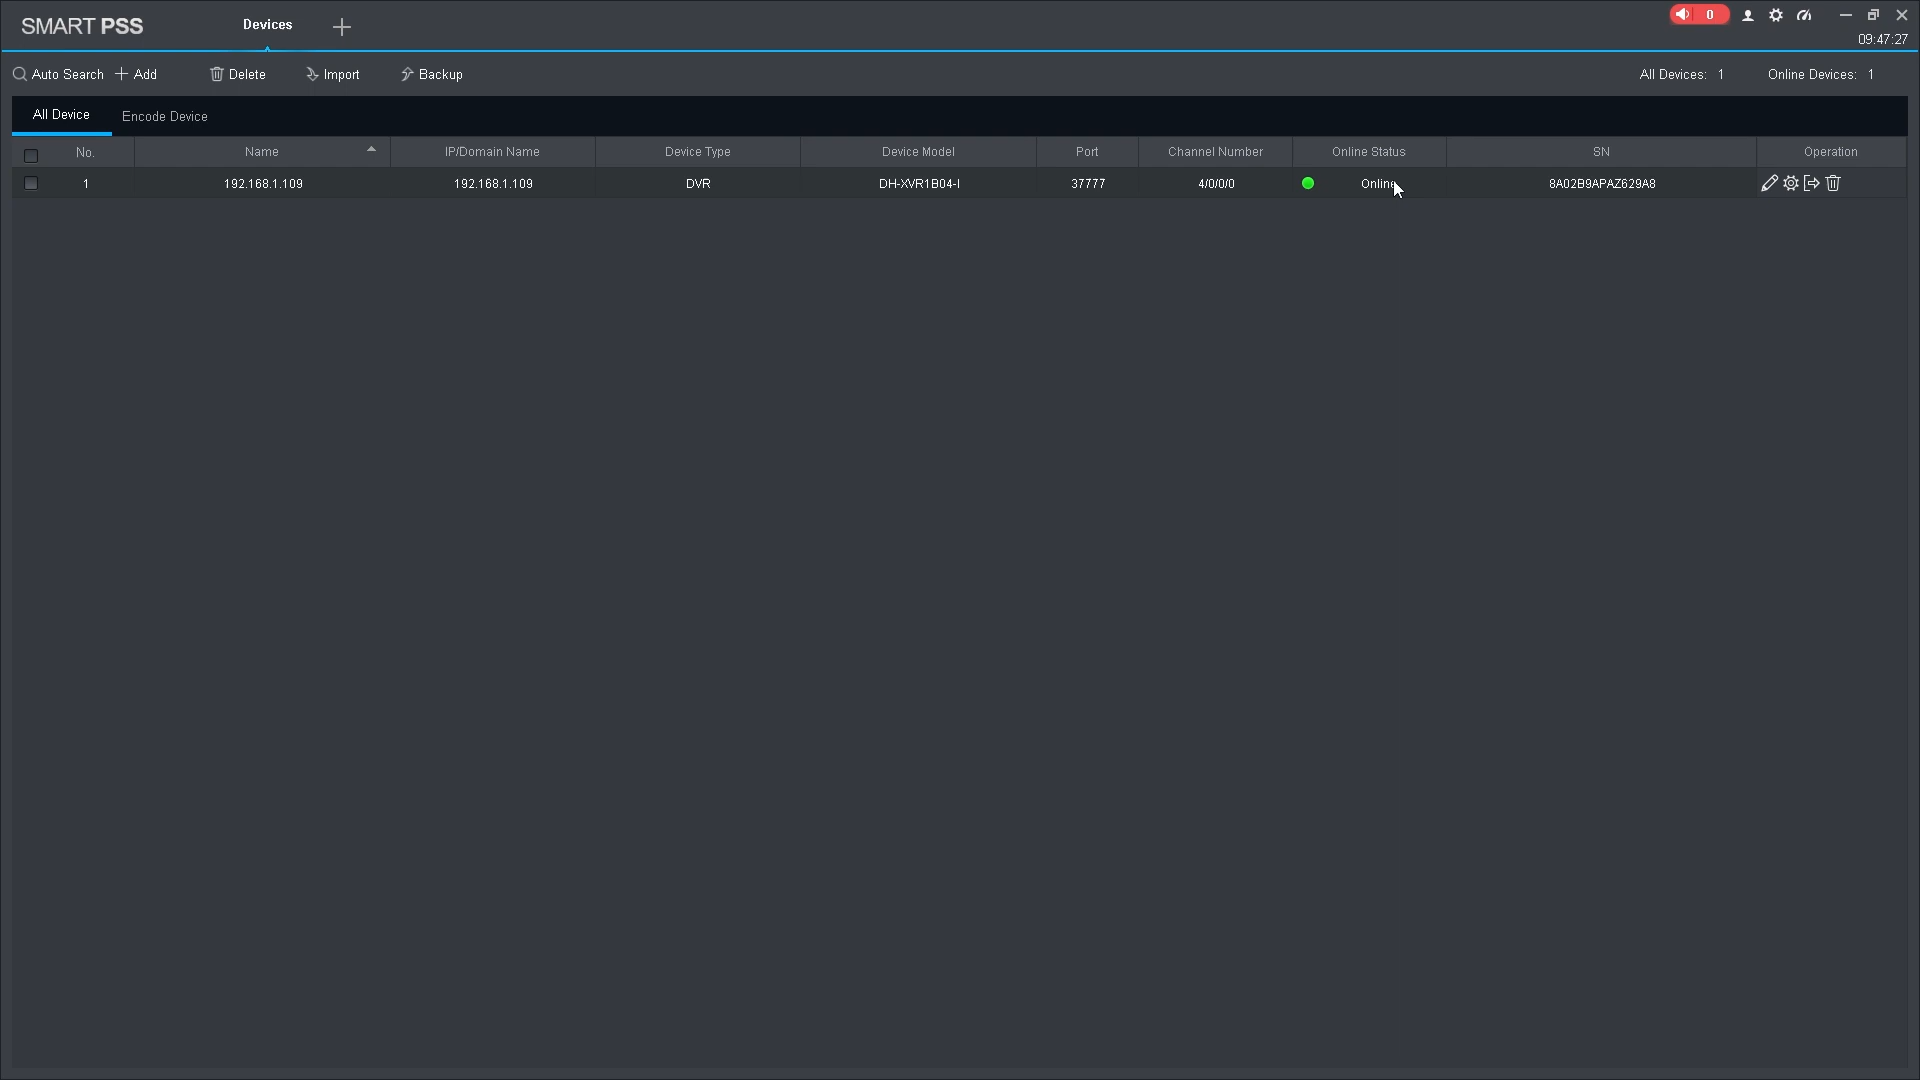 SMART PSS Devices 0
09:47:27
Auto Search Add Delete Import Backup All Devices: 1 Online Devices: 1
All Device Encode Device
No. Name IP/Domain Name Device Type Device Model Port Channel Number Online Status SN Operation
1 192.168.1.109 192.168.1.109 DVR DH-XVR1B04-I 37777 4/0/0/0 Online 8A02B9APAZ629A8